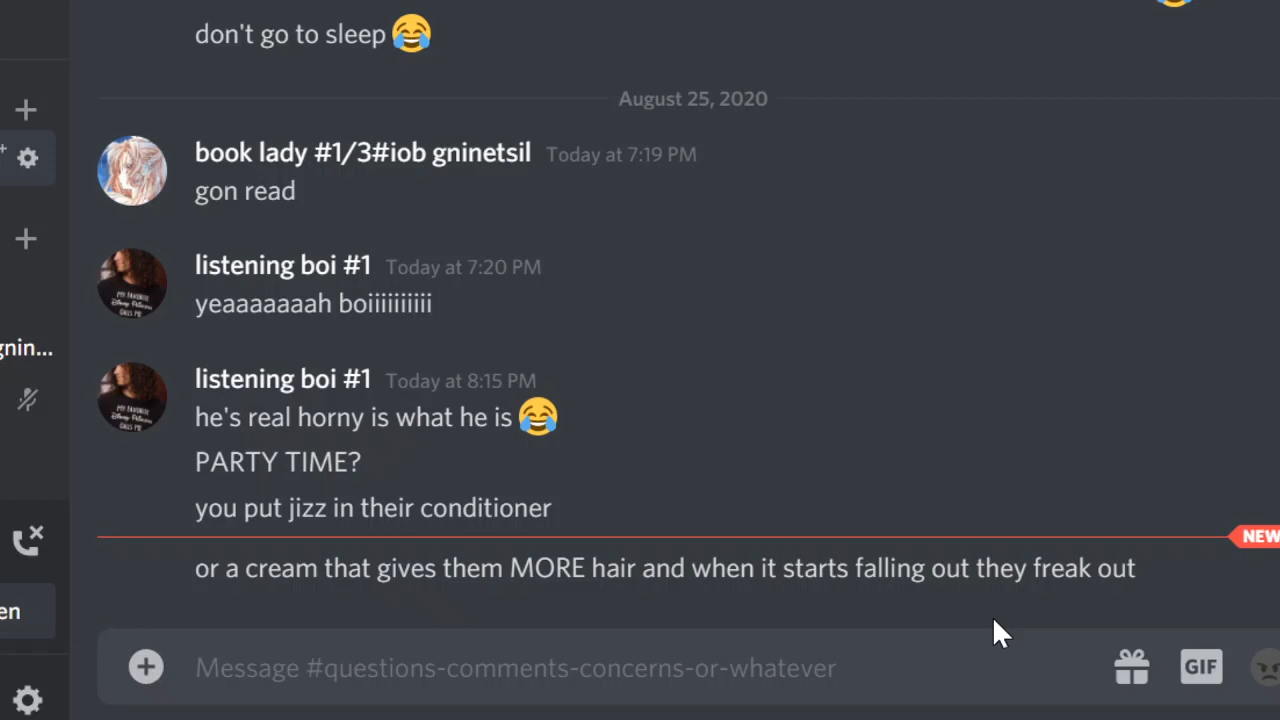 don't go to sleep 😂
August 25, 2020
book lady #1/3#iob gninetsil Today at 7:19 PM
gon read
listening boi #1 Today at 7:20 PM
yeaaaaaaah boiiiiiiiiii
gnin...
listening boi #1 Today at 8:15 PM
he's real horny is what he is 😂
PARTY TIME?
you put jizz in their conditioner
NEW
or a cream that gives them MORE hair and when it starts falling out they freak out
en
Message #questions-comments-concerns-or-whatever
GIF